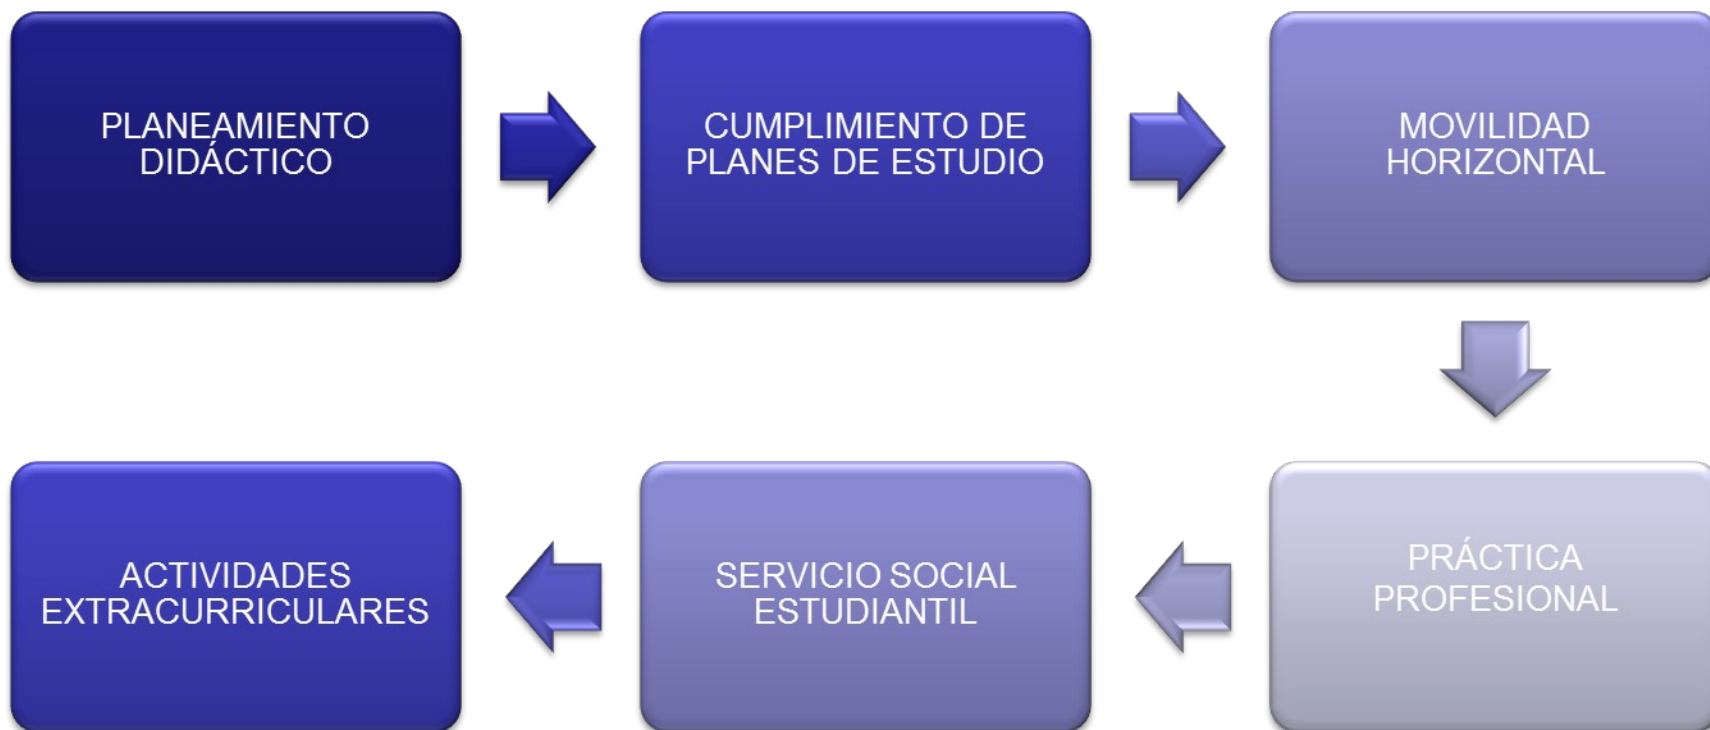 PLANEAMIENTO
DIDÁCTICO
CUMPLIMIENTO DE
PLANES DE ESTUDIO
MOVILIDAD
HORIZONTAL
PRÁCTICA
PROFESIONAL
SERVICIO SOCIAL
ESTUDIANTIL
ACTIVIDADES
EXTRACURRICULARES